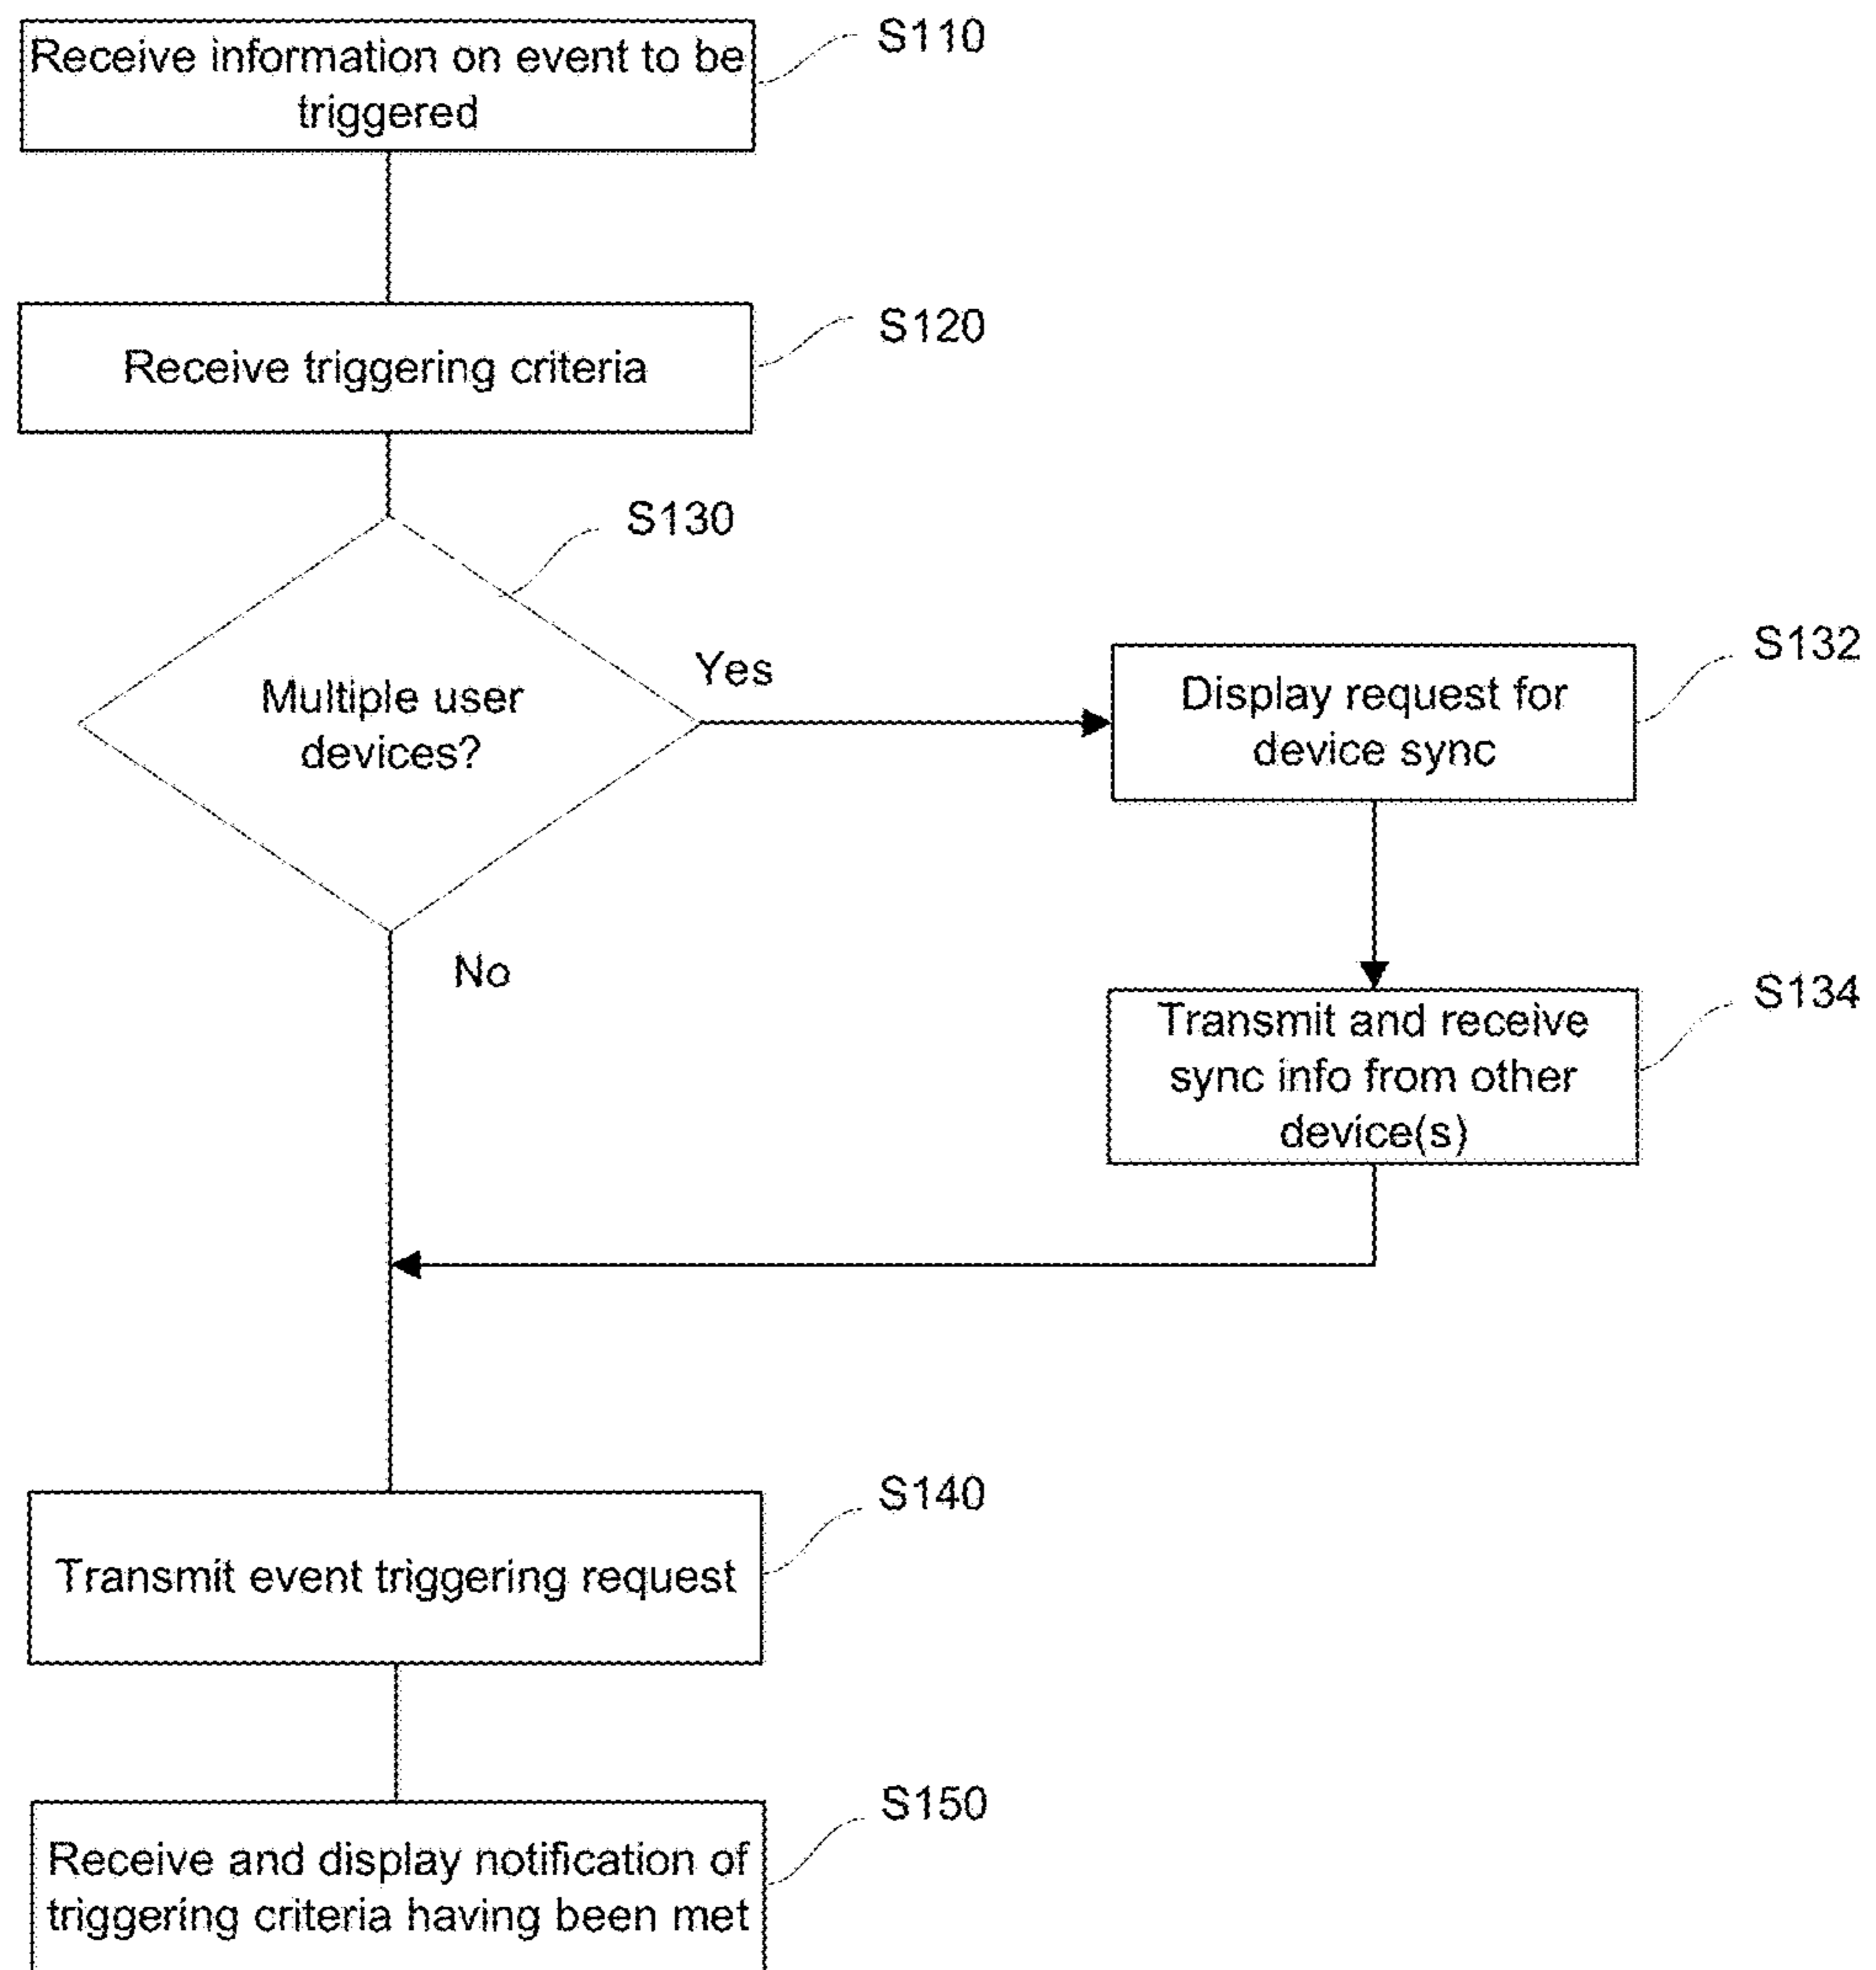 Receive information on event to be
triggered
S110
Receive triggering criteria
S120
S130
Multiple user
devices?
Yes
No
Display request for
device sync
S132
Transmit and receive
sync info from other
device(s)
S134
Transmit event triggering request
S140
Receive and display notification of
triggering criteria having been met
S150